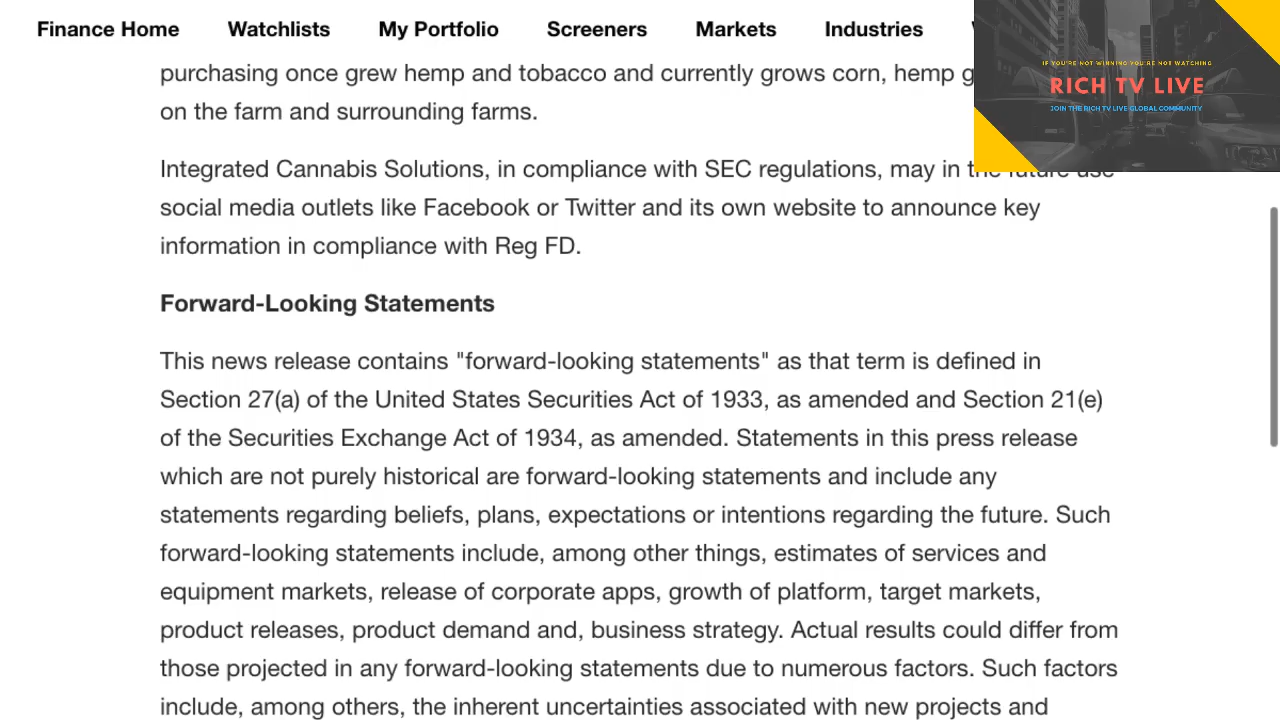 Finance Home Watchlists My Portfolio Screeners Markets Industries
IF YOU'RE NOT WINNING YOU'RE NOT WATCHING
RICH TV LIVE
JOIN THE RICH TV LIVE GLOBAL COMMUNITY
purchasing once grew hemp and tobacco and currently grows corn, hemp
on the farm and surrounding farms.
Integrated Cannabis Solutions, in compliance with SEC regulations, may in the future use
social media outlets like Facebook or Twitter and its own website to announce key
information in compliance with Reg FD.
Forward-Looking Statements
This news release contains "forward-looking statements" as that term is defined in
Section 27(a) of the United States Securities Act of 1933, as amended and Section 21(e)
of the Securities Exchange Act of 1934, as amended. Statements in this press release
which are not purely historical are forward-looking statements and include any
statements regarding beliefs, plans, expectations or intentions regarding the future. Such
forward-looking statements include, among other things, estimates of services and
equipment markets, release of corporate apps, growth of platform, target markets,
product releases, product demand and, business strategy. Actual results could differ from
those projected in any forward-looking statements due to numerous factors. Such factors
include, among others, the inherent uncertainties associated with new projects and